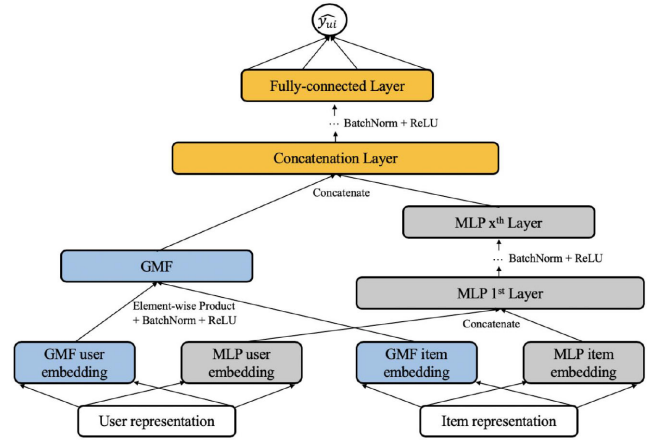 ŷui
Fully-connected Layer
... BatchNorm + ReLU
Concatenation Layer
Concatenate
MLP xth Layer
... BatchNorm + ReLU
GMF
MLP 1st Layer
Element-wise Product
+ BatchNorm + ReLU
Concatenate
GMF user
embedding
MLP user
embedding
GMF item
embedding
MLP item
embedding
User representation
Item representation